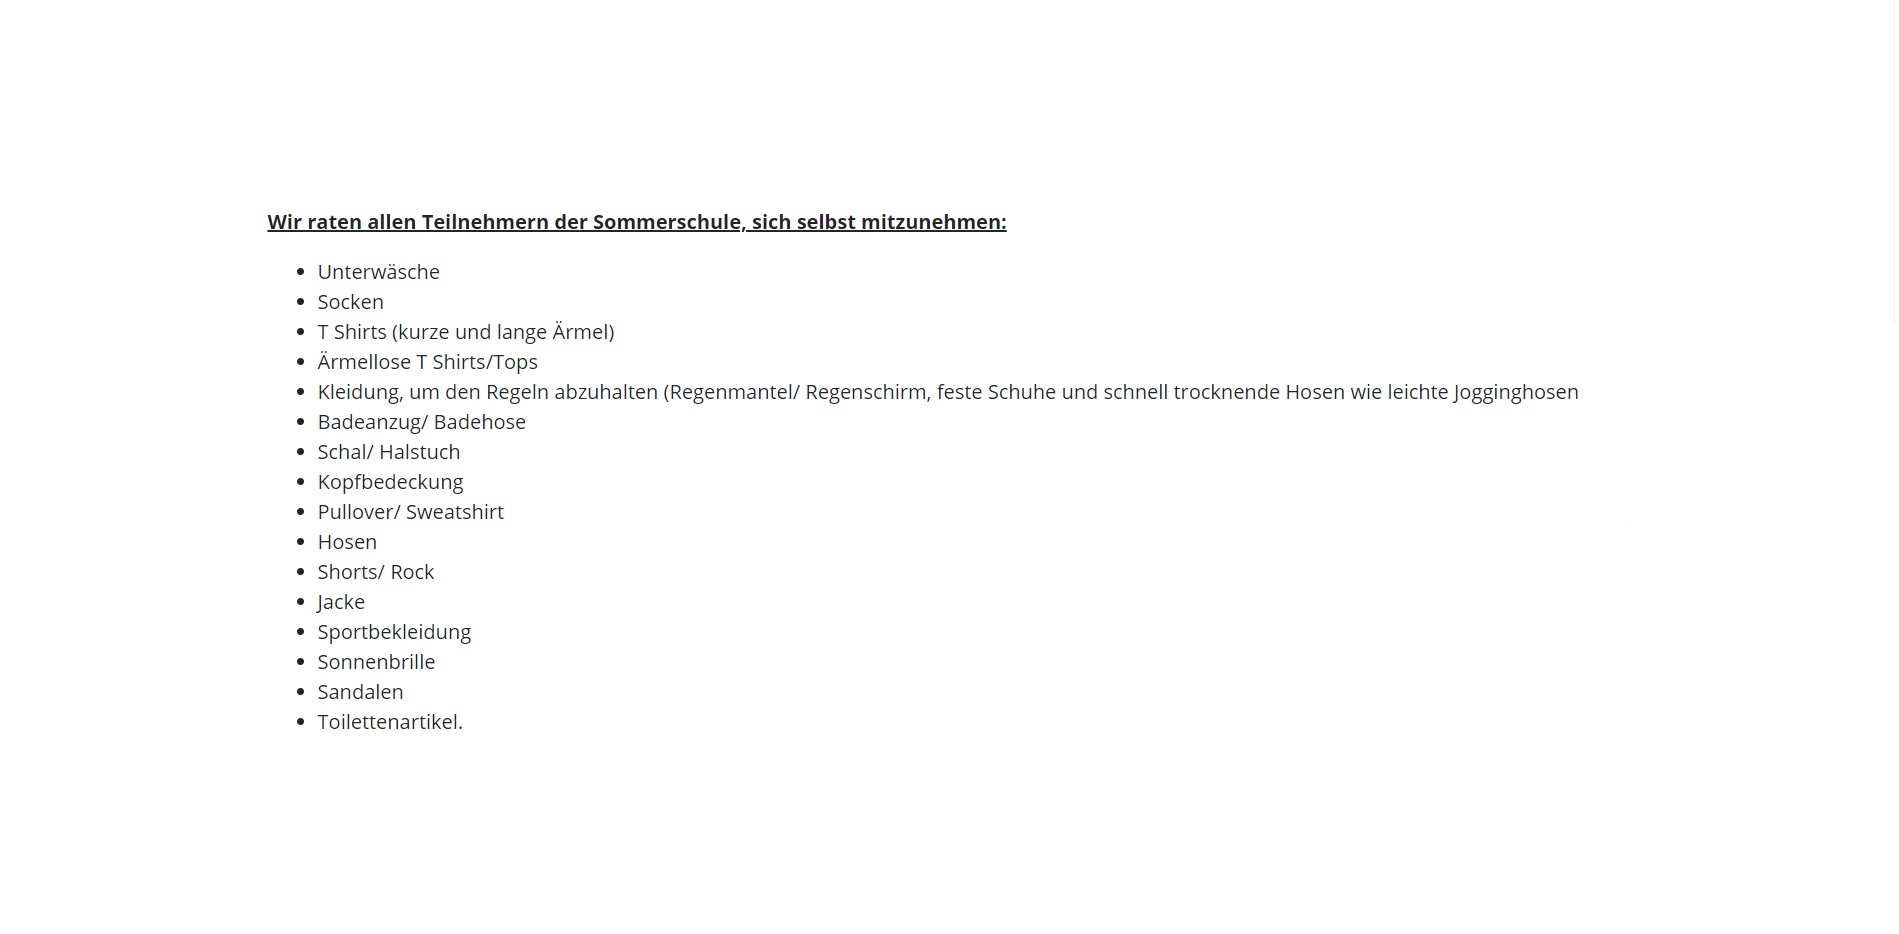 Wir raten allen Teilnehmern der Sommerschule, sich selbst mitzunehmen:
• Unterwäsche
• Socken
• T Shirts (kurze und lange Ärmel)
• Ärmellose T Shirts/Tops
• Kleidung, um den Regeln abzuhalten (Regenmantel/ Regenschirm, feste Schuhe und schnell trocknende Hosen wie leichte Jogginghosen
• Badeanzug/ Badehose
• Schal/ Halstuch
• Kopfbedeckung
• Pullover/ Sweatshirt
• Hosen
• Shorts/ Rock
• Jacke
• Sportbekleidung
• Sonnenbrille
• Sandalen
• Toilettenartikel.